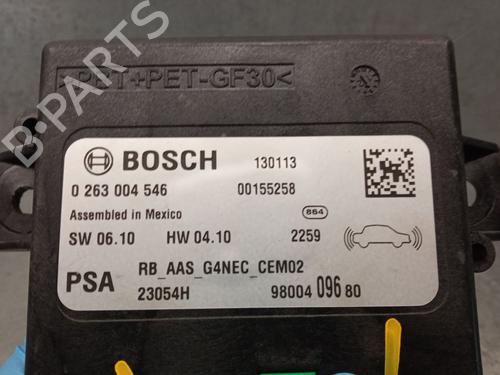 >PBT+PET-GF30<
BOSCH 130113
0 263 004 546 00155258
Assembled in Mexico 864
SW 06.10 HW 04.10 2259
PSA RB_AAS_G4NEC_CEM02
23054H 98004 096 80
B-PARTS